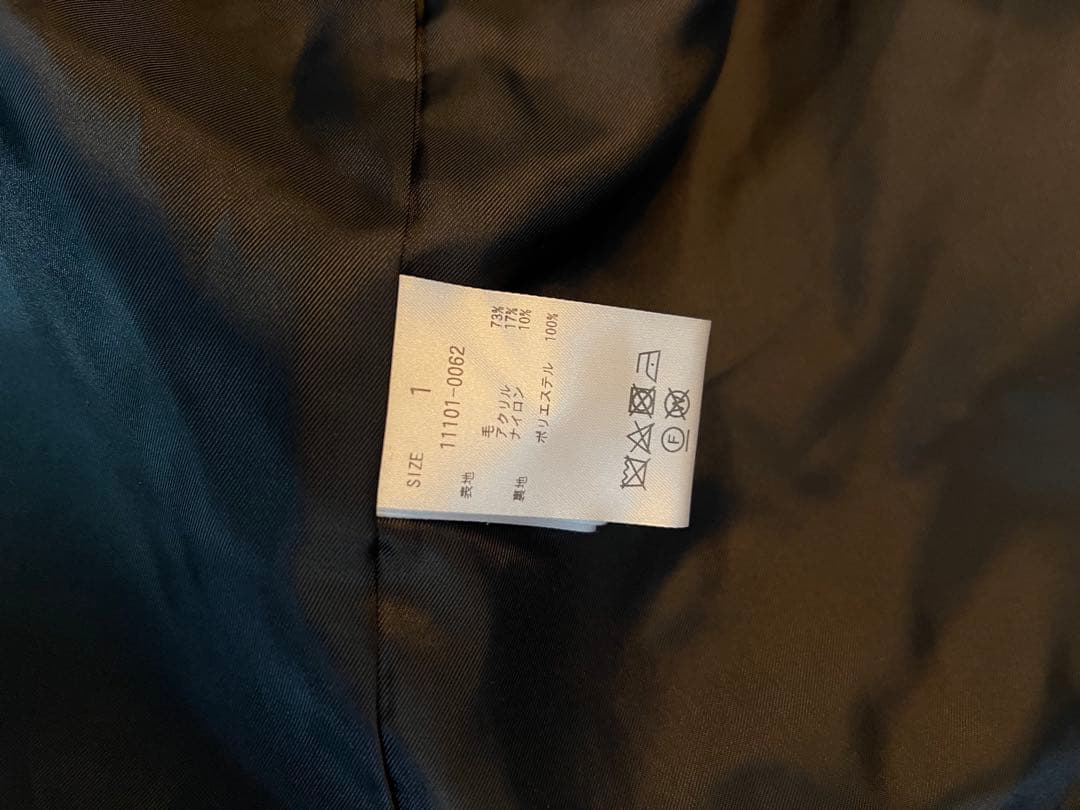 SIZE 1
11101-0062
表地 毛 73%
アクリル 17%
ナイロン 10%
裏地 ポリエステル 100%
F